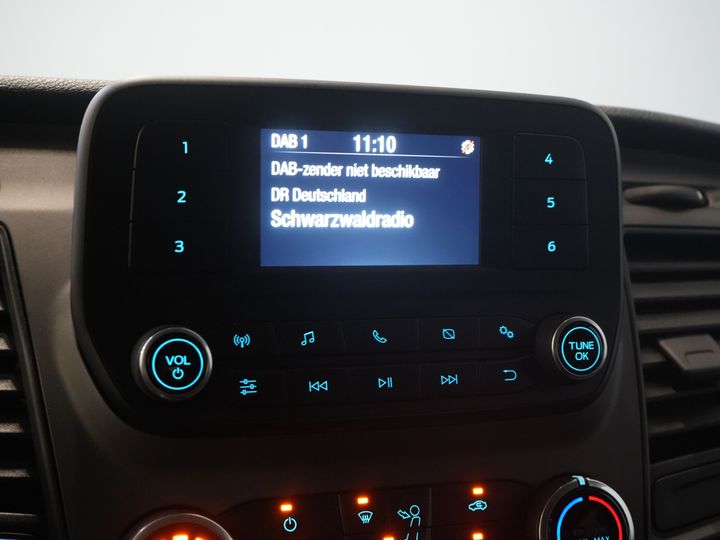 DAB 1 11:10
DAB-zender niet beschikbaar
DR Deutschland
Schwarzwaldradio
1
2
3
4
5
6
VOL
TUNE
OK
MAX